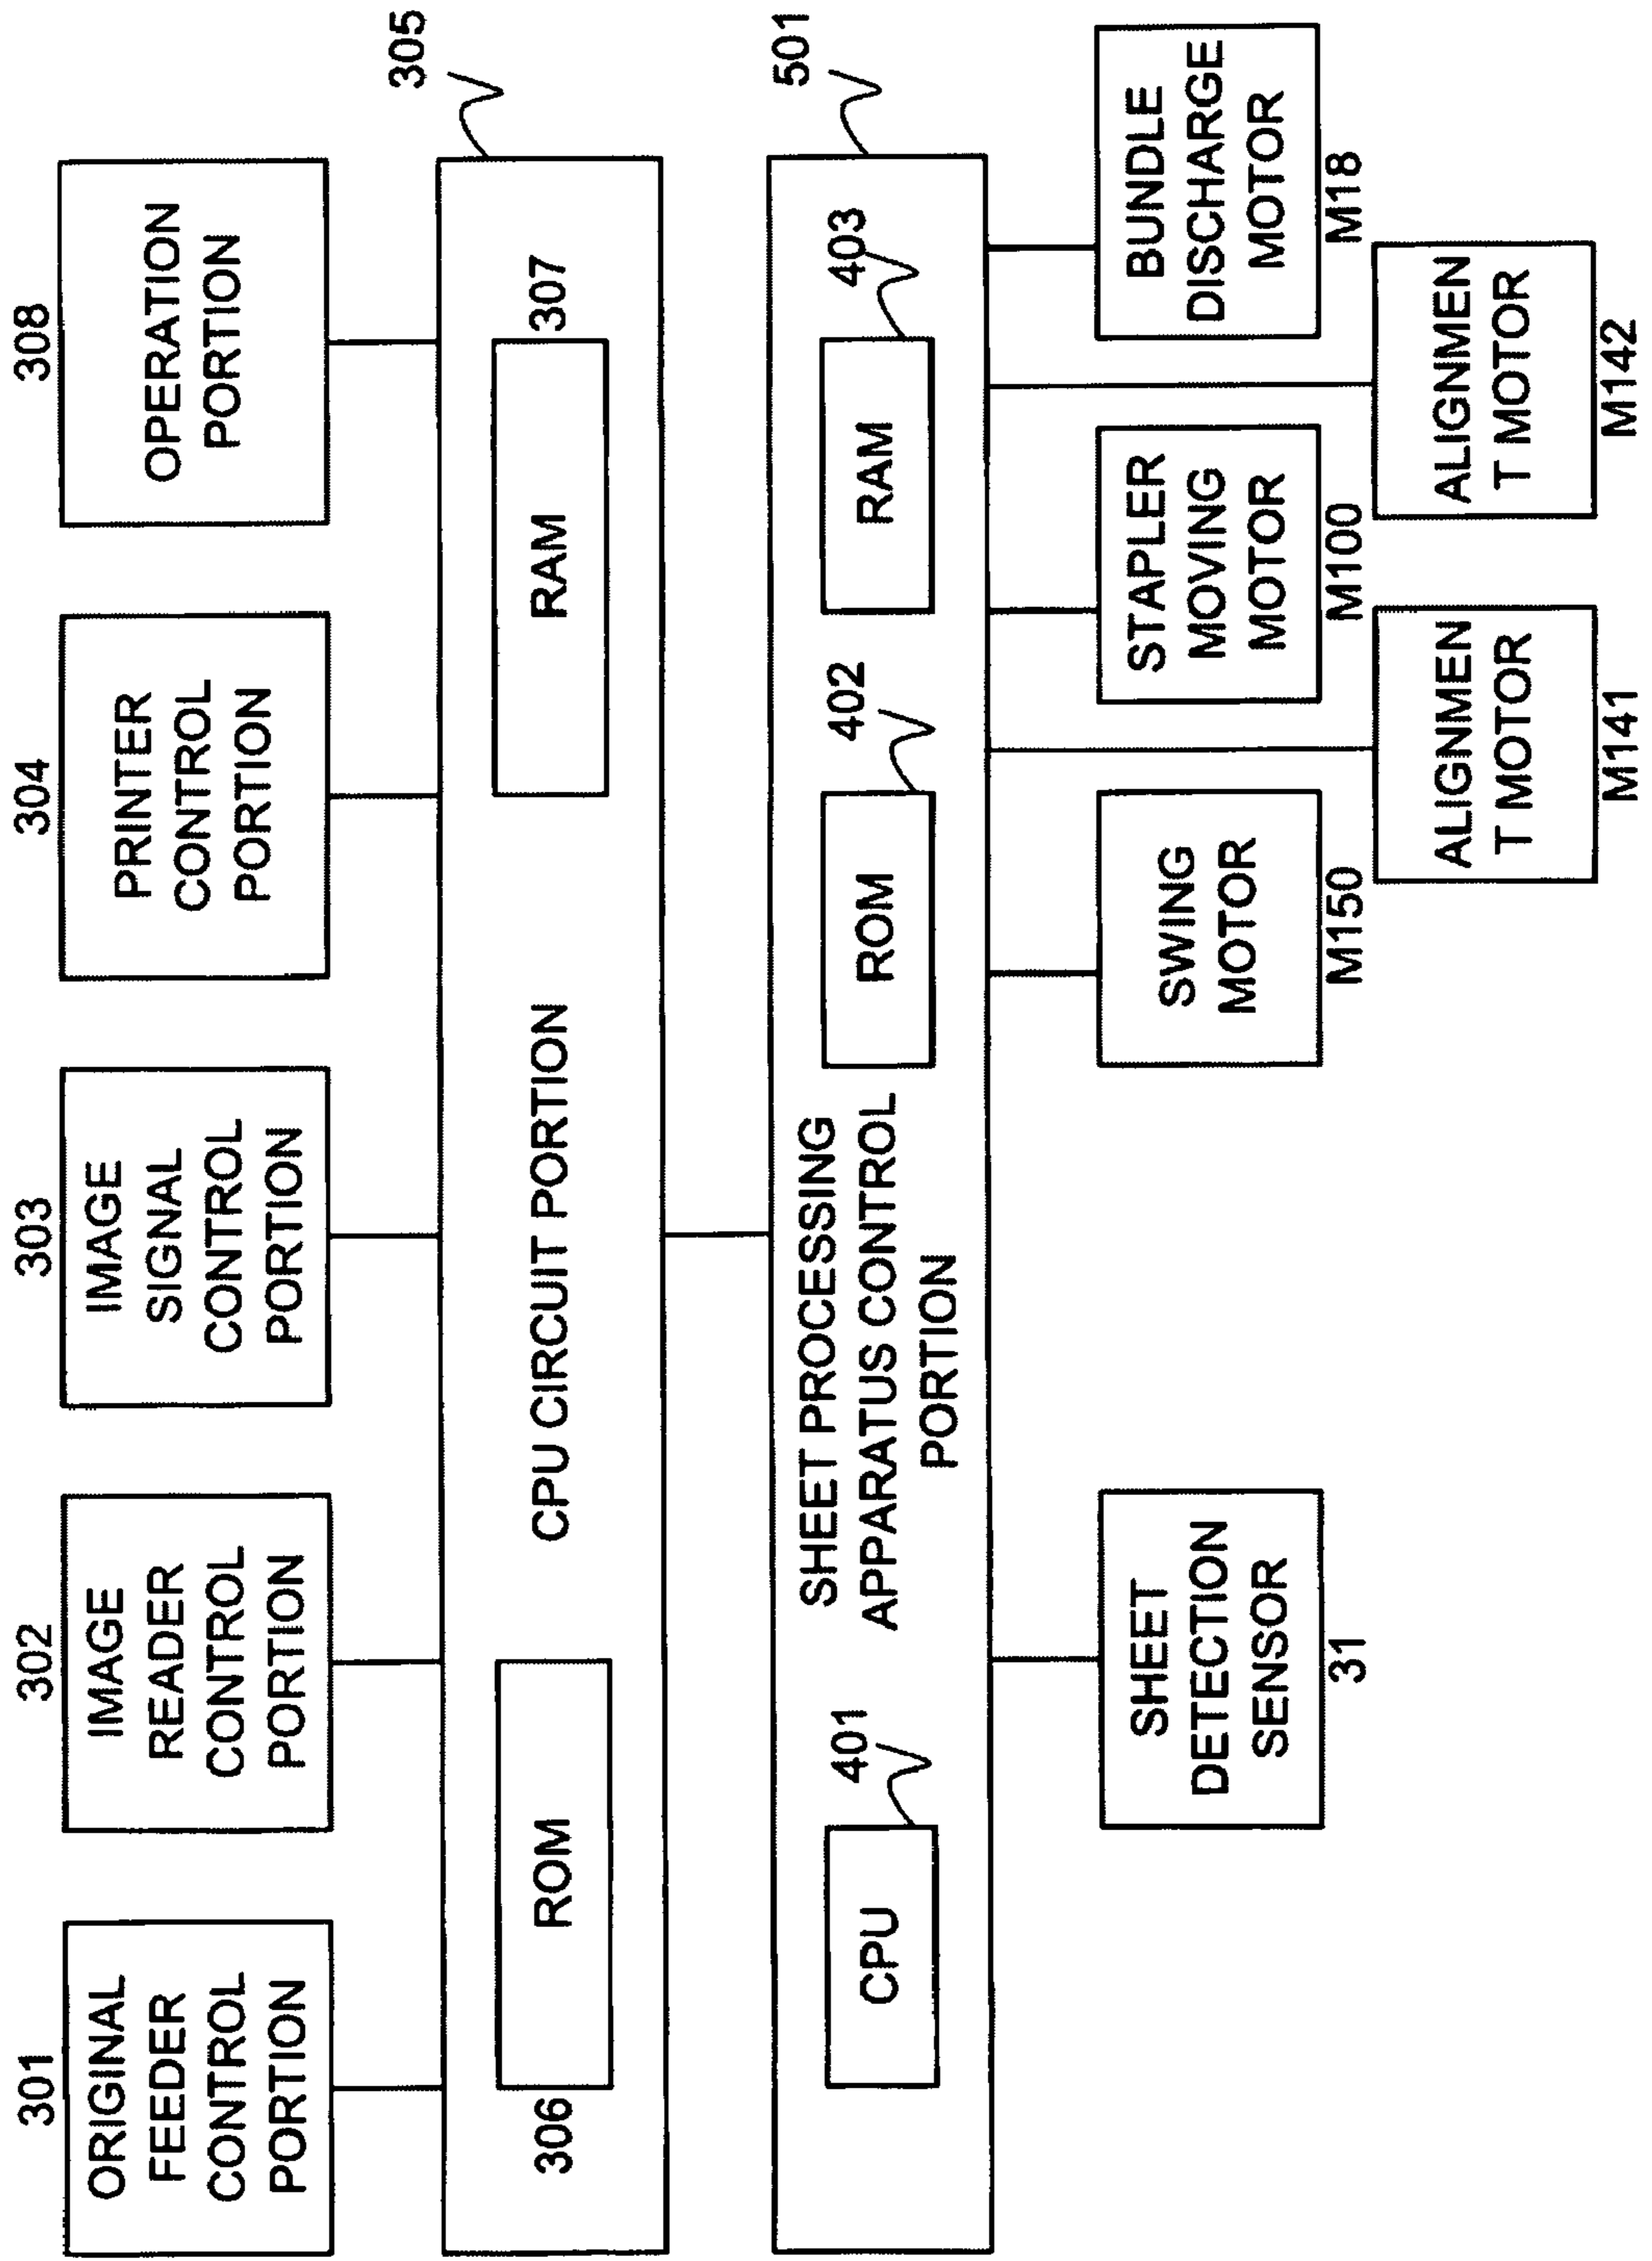 301
ORIGINAL
FEEDER
CONTROL
PORTION
302
IMAGE
READER
CONTROL
PORTION
303
IMAGE
SIGNAL
CONTROL
PORTION
304
PRINTER
CONTROL
PORTION
308
OPERATION
PORTION
305
306
ROM
CPU CIRCUIT PORTION
RAM
307
501
401
CPU
SHEET PROCESSING
APPARATUS CONTROL
PORTION
402
ROM
403
RAM
SHEET
DETECTION
SENSOR
31
SWING
MOTOR
M150
STAPLER
MOVING
MOTOR
M100
BUNDLE
DISCHARGE
MOTOR
M18
ALIGNMEN
T MOTOR
M141
ALIGNMEN
T MOTOR
M142